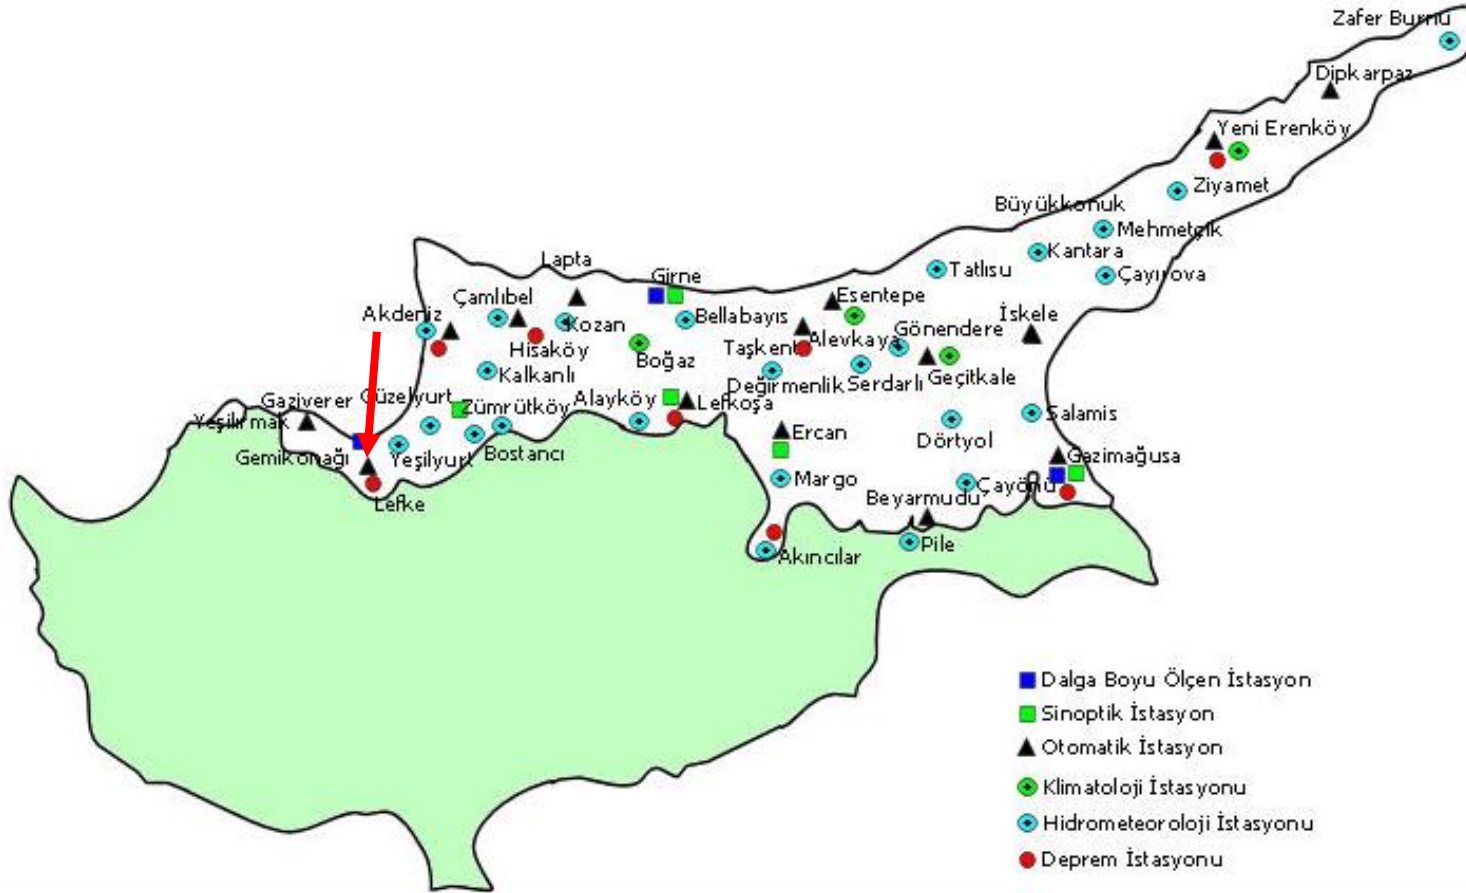 Zafer Burnu
Dipkarpaz
Yeni Erenköy
Ziyamet
Büyükkonuk
Mehmetçik
Kantara
Çayırova
Tatlısu
Lapta
Girne
Esentepe
Çamlıbel
Akdeniz
Kozan
Bellabayıs
Gönendere
İskele
Hisaköy
Boğaz
Taşkent
Alevkaya
Kalkanlı
Değirmenlik
Serdarlı
Geçitkale
Gaziverer
Güzelyurt
Zümrütköy
Alayköy
Lefkoşa
Salamis
Yeşilırmak
Ercan
Dörtyol
Gemikonağı
Yeşilyurt
Bostancı
Gazimağusa
Margo
Çayönü
Beyarmudu
Lefke
Pile
Akıncılar
Dalga Boyu Ölçen İstasyon
Sinoptik İstasyon
Otomatik İstasyon
Klimatoloji İstasyonu
Hidrometeoroloji İstasyonu
Deprem İstasyonu